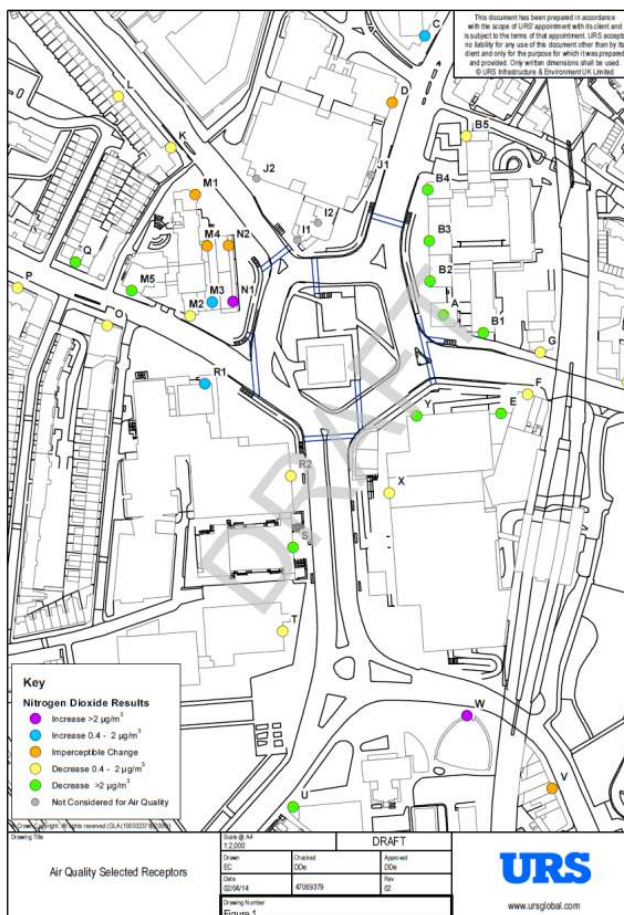 This document has been prepared in accordance
with the scope of URS' appointment with its client and
is subject to the terms of that appointment. URS accepts
no liability for any use of this document other than by its
client and only for the purpose for which it was prepared
and provided. Only written dimensions shall be used.
© URS Infrastructure & Environment UK Limited
C
D
L
K
B5
J2
J1
B4
M1
I2
I1
M4
N2
B3
Q
B2
P
M5
M3
N1
M2
A
O
B1
G
R1
F
Y
E
R2
X
S
T
W
V
U
DRAFT
Key
Nitrogen Dioxide Results
Increase >2 µg/m³
Increase 0.4 - 2 µg/m³
Imperceptible Change
Decrease 0.4 - 2 µg/m³
Decrease >2 µg/m³
Not Considered for Air Quality
Copyright. All rights reserved (GLA
Drawing Title
Air Quality Selected Receptors
Scale @ A4
1:2,000
DRAFT
Drawn
EC
Checked
DDe
Approved
DDe
Date
02/04/14
47069379
Rev
02
Drawing Number
Figure 1
URS
www.ursglobal.com